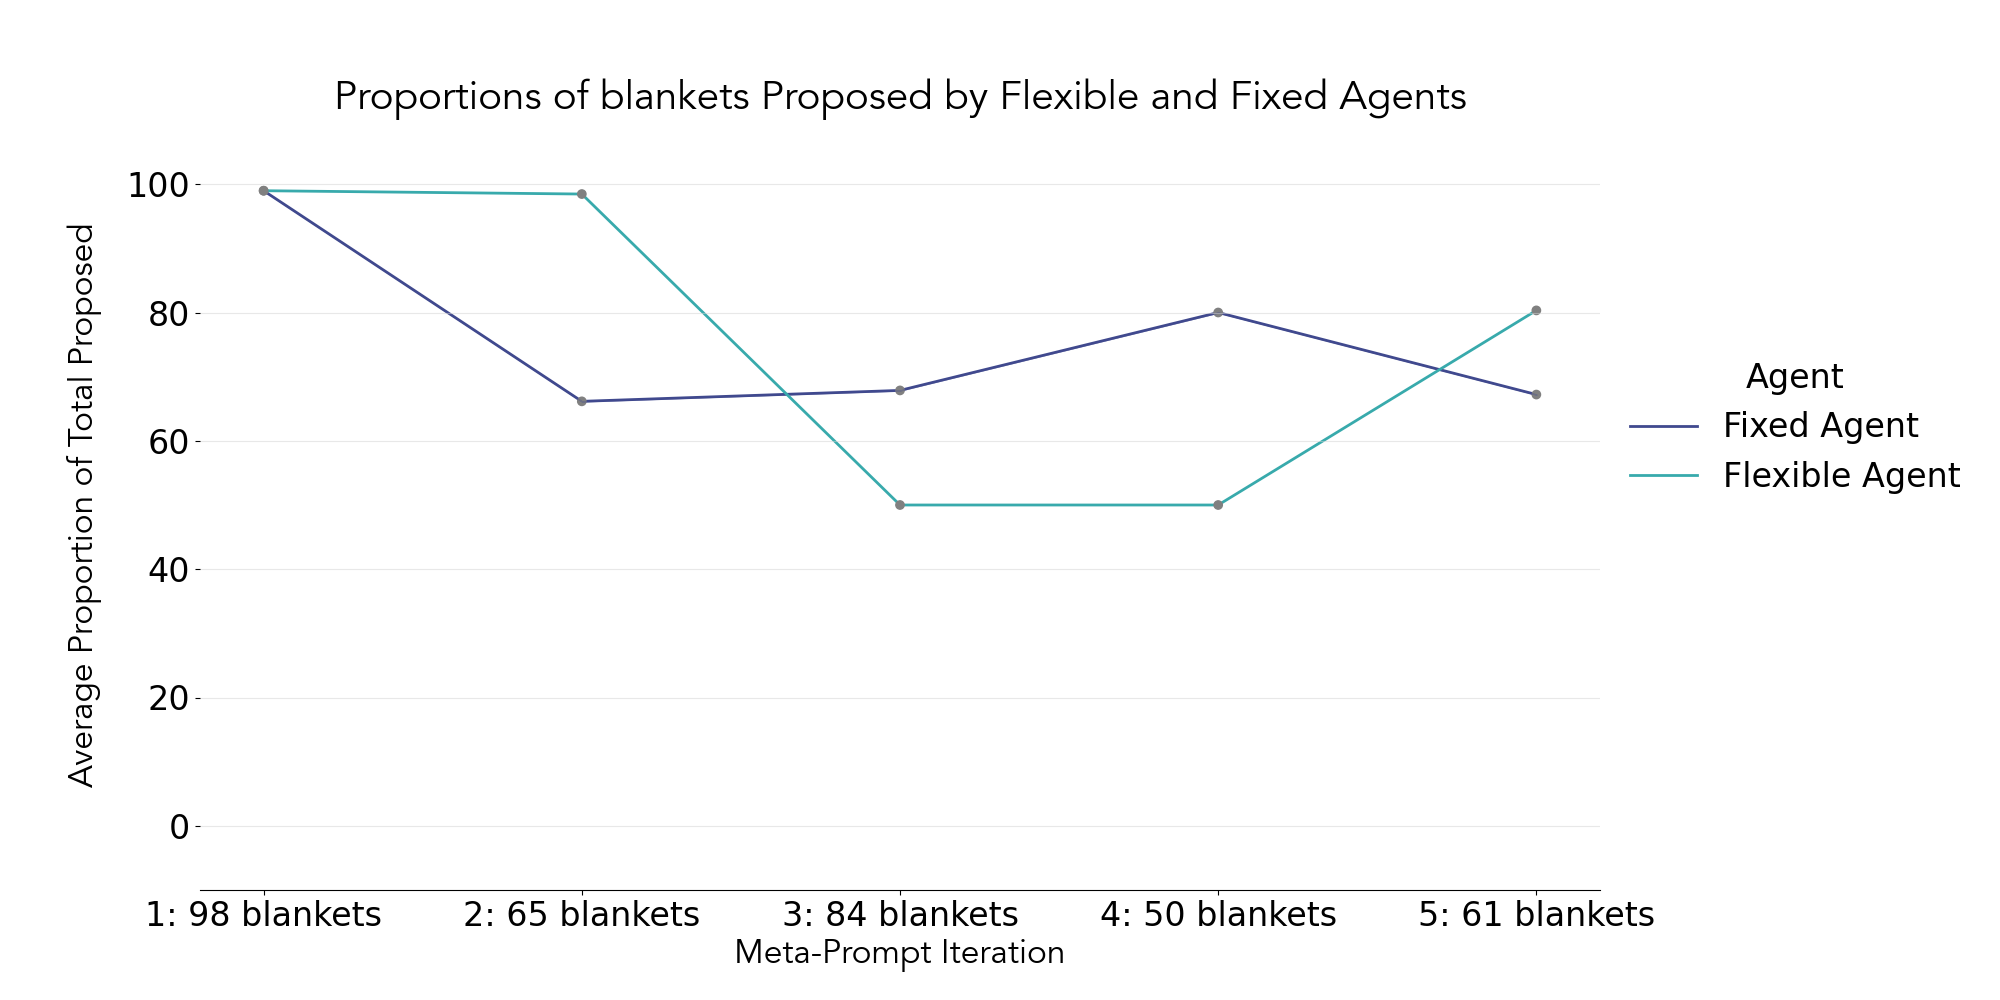 Proportions of blankets Proposed by Flexible and Fixed Agents
Average Proportion of Total Proposed
100
80
60
40
20
0
1: 98 blankets
2: 65 blankets
3: 84 blankets
4: 50 blankets
5: 61 blankets
Meta-Prompt Iteration
Agent
Fixed Agent
Flexible Agent